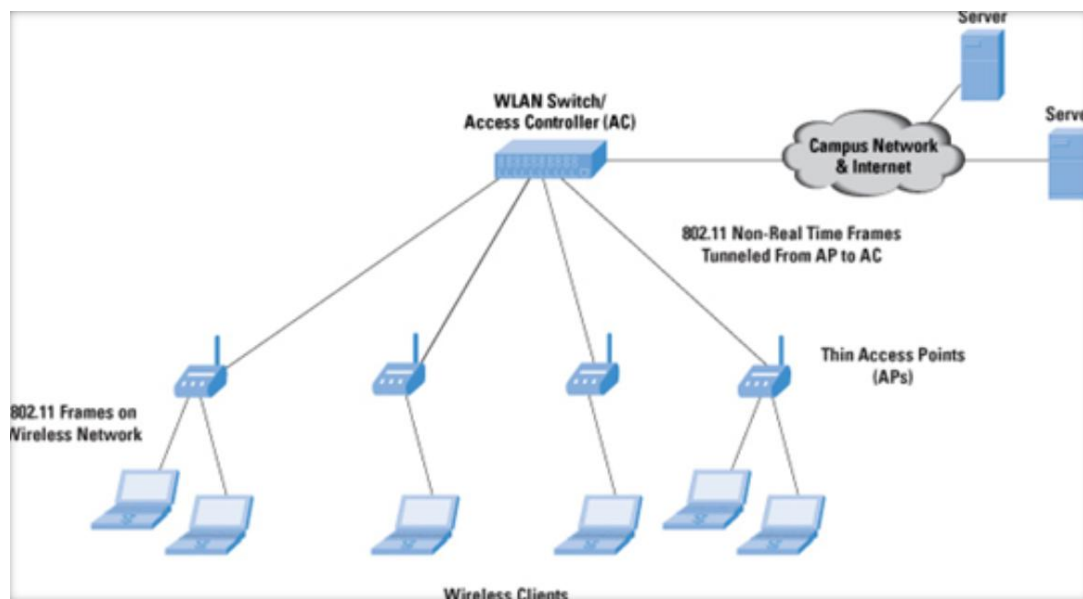 Server
WLAN Switch/
Access Controller (AC)
Server
Campus Network
& Internet
802.11 Non-Real Time Frames
Tunneled From AP to AC
Thin Access Points
(APs)
802.11 Frames on
Wireless Network
Wireless Clients